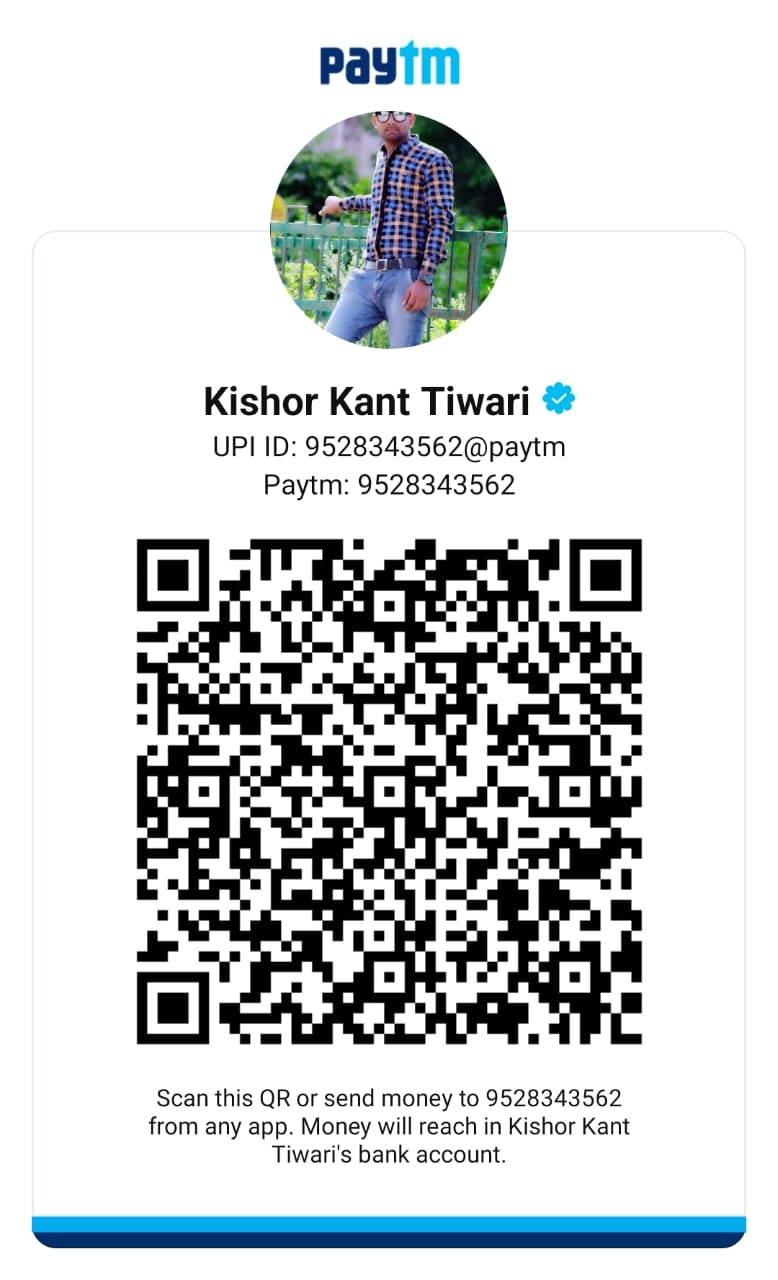 paytm
Kishor Kant Tiwari
UPI ID: 9528343562@paytm
Paytm: 9528343562
Scan this QR or send money to 9528343562
from any app. Money will reach in Kishor Kant
Tiwari's bank account.